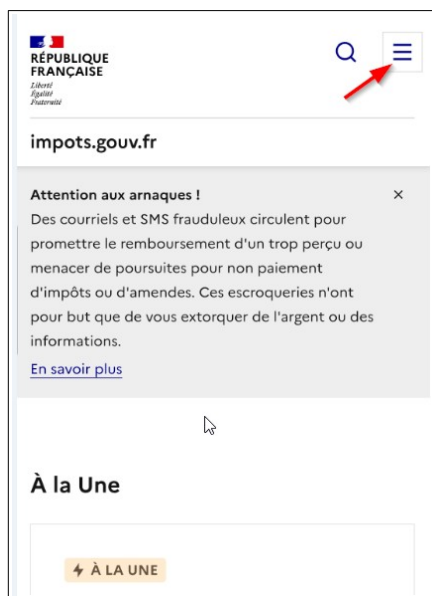 RÉPUBLIQUE
FRANÇAISE
Liberté
Égalité
Fraternité
impots.gouv.fr
Attention aux arnaques !
Des courriels et SMS frauduleux circulent pour
promettre le remboursement d'un trop perçu ou
menacer de poursuites pour non paiement
d'impôts ou d'amendes. Ces escroqueries n'ont
pour but que de vous extorquer de l'argent ou des
informations.
En savoir plus
À la Une
À LA UNE